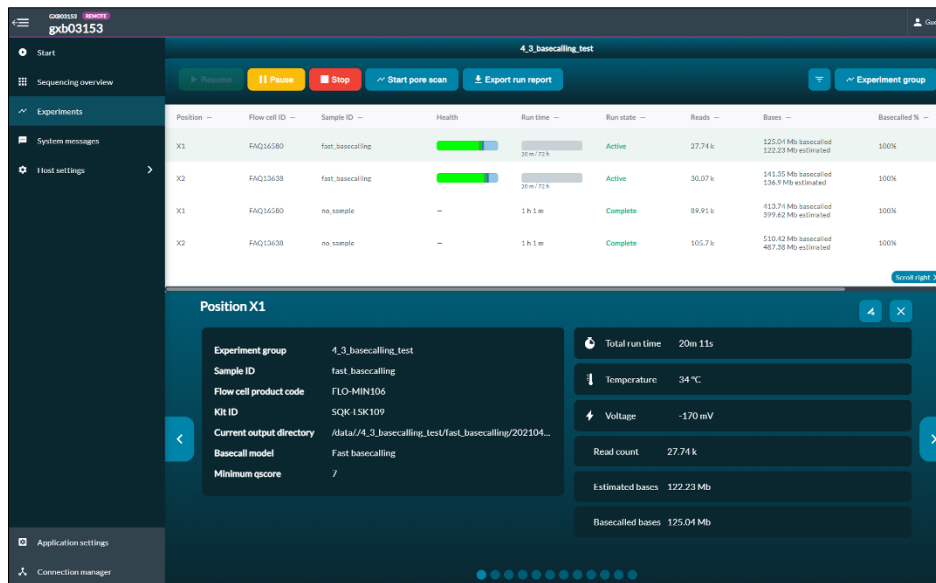 GXB03153 REMOTE
gxb03153
Start
Sequencing overview
Experiments
System messages
Host settings
Application settings
Connection manager
4_3_basecalling_test
Resume Pause Stop Start pore scan Export run report Experiment group
Position Flow cell ID Sample ID Health Run time Run state Reads Bases Basecalled %
X1 FAQ16580 fast_basecalling 20 m / 72 h Active 27.74 k 125.04 Mb basecalled 100%
122.23 Mb estimated
X2 FAQ13638 fast_basecalling 20 m / 72 h Active 30.07 k 141.35 Mb basecalled 100%
136.9 Mb estimated
X1 FAQ16580 no_sample – 1 h 1 m Complete 89.91 k 413.74 Mb basecalled 100%
399.62 Mb estimated
X2 FAQ13638 no_sample – 1 h 1 m Complete 105.7 k 510.42 Mb basecalled 100%
487.38 Mb estimated
Scroll right
Position X1
Experiment group 4_3_basecalling_test
Sample ID fast_basecalling
Flow cell product code FLO-MIN106
Kit ID SQK-LSK109
Current output directory /data/./4_3_basecalling_test/fast_basecalling/202104...
Basecall model Fast basecalling
Minimum qscore 7
Total run time 20m 11s
Temperature 34 °C
Voltage -170 mV
Read count 27.74 k
Estimated bases 122.23 Mb
Basecalled bases 125.04 Mb